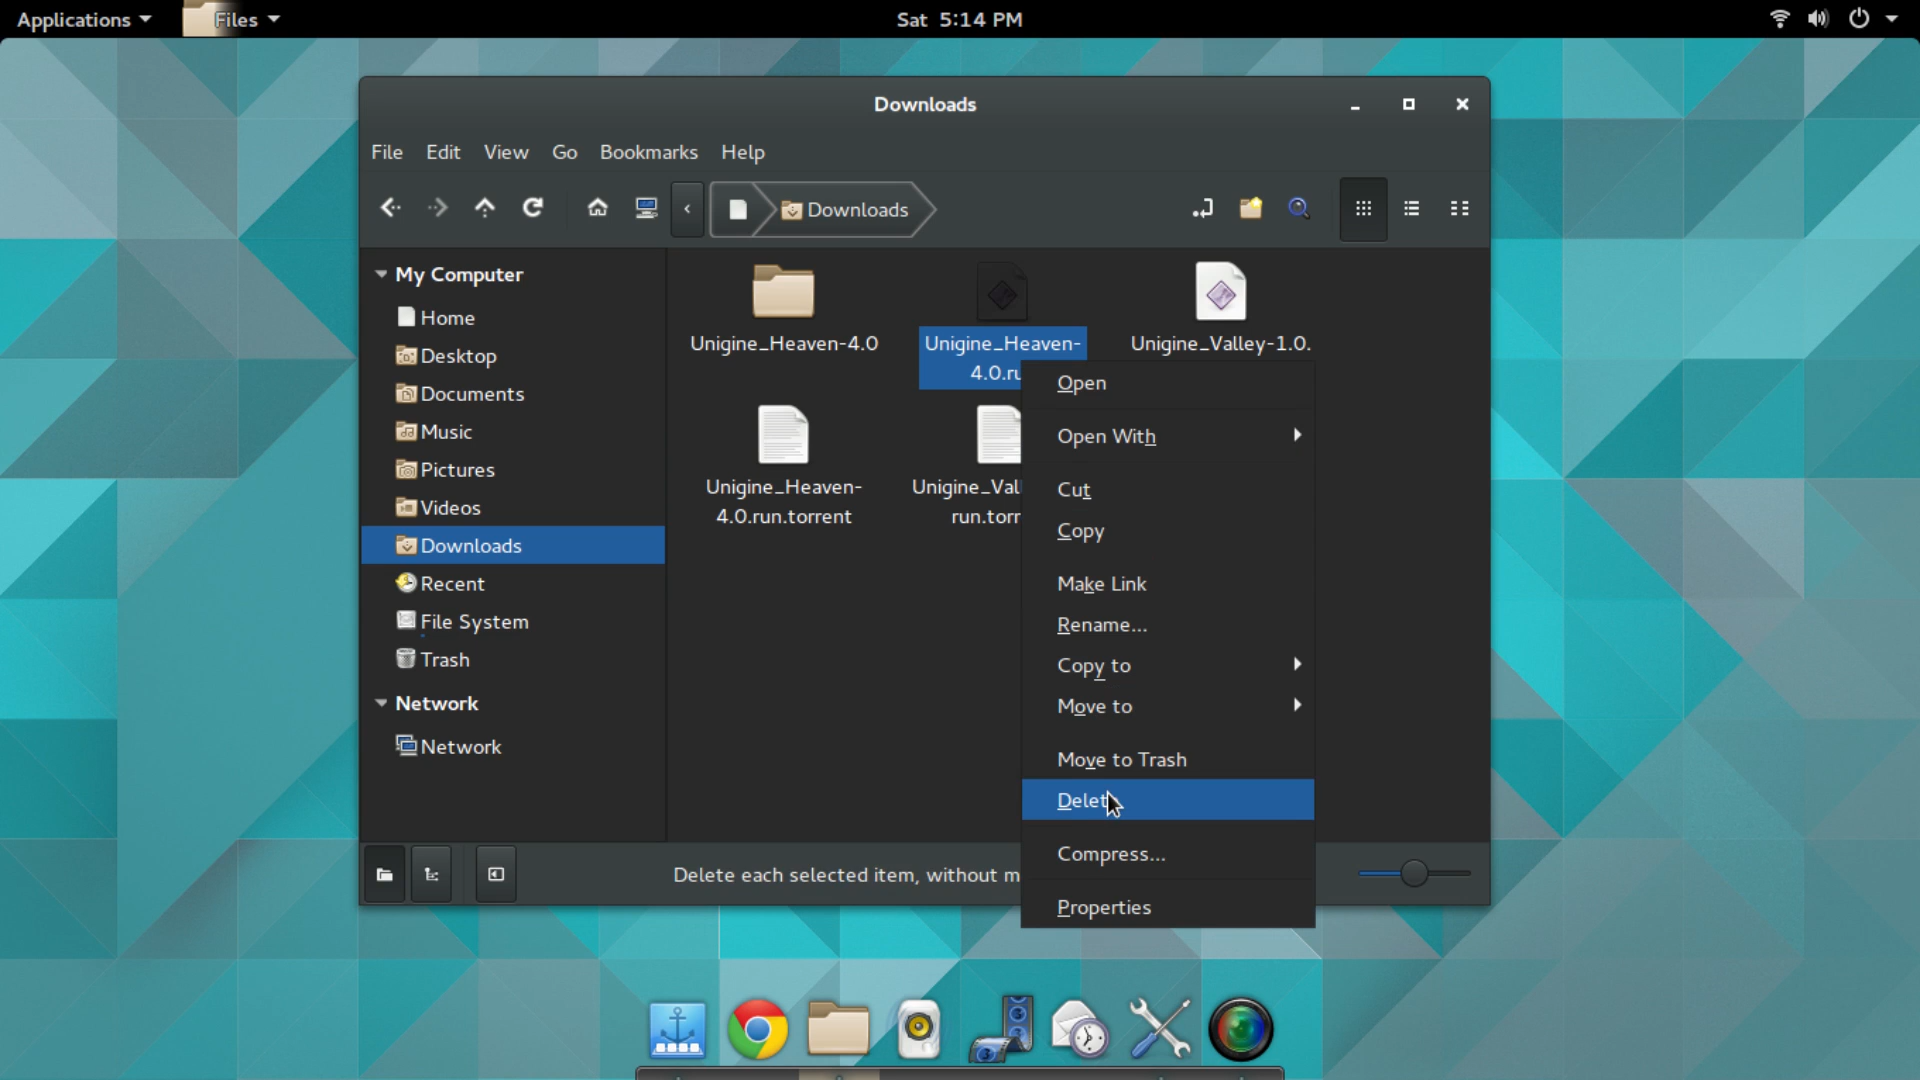 Applications
Files
Sat 5:14 PM
Downloads
File Edit View Go Bookmarks Help
Downloads
My Computer
Home
Desktop
Documents
Music
Pictures
Videos
Downloads
Recent
File System
Trash
Network
Network
Unigine_Heaven-4.0
Unigine_Heaven-
4.0.ru
Unigine_Valley-1.0.
Unigine_Heaven-
4.0.run.torrent
Unigine_Val
run.torr
Open
Open With
Cut
Copy
Make Link
Rename...
Copy to
Move to
Move to Trash
Delet
Compress...
Properties
Delete each selected item, without m